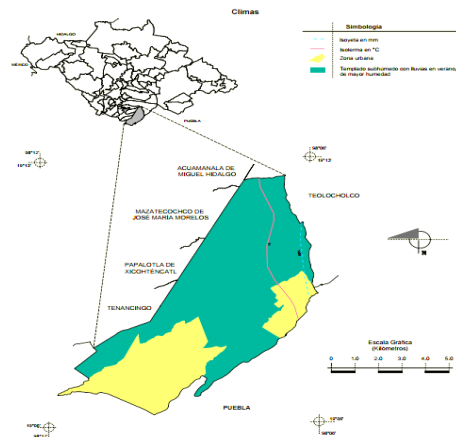 Climas
Simbología
Isoyeta en mm
Isoterma en °C
Zona urbana
Templado subhúmedo con lluvias en verano,
de mayor humedad
HIDALGO
MÉXICO
PUEBLA
ACUAMANALA DE
MIGUEL HIDALGO
TEOLOCHOLCO
MAZATECOCHCO DE
JOSÉ MARÍA MORELOS
PAPALOTLA DE
XICOHTÉNCATL
TENANCINGO
N
Escala Gráfica
(Kilómetros)
0 1.0 2.0 3.0 4.0 5.0
PUEBLA